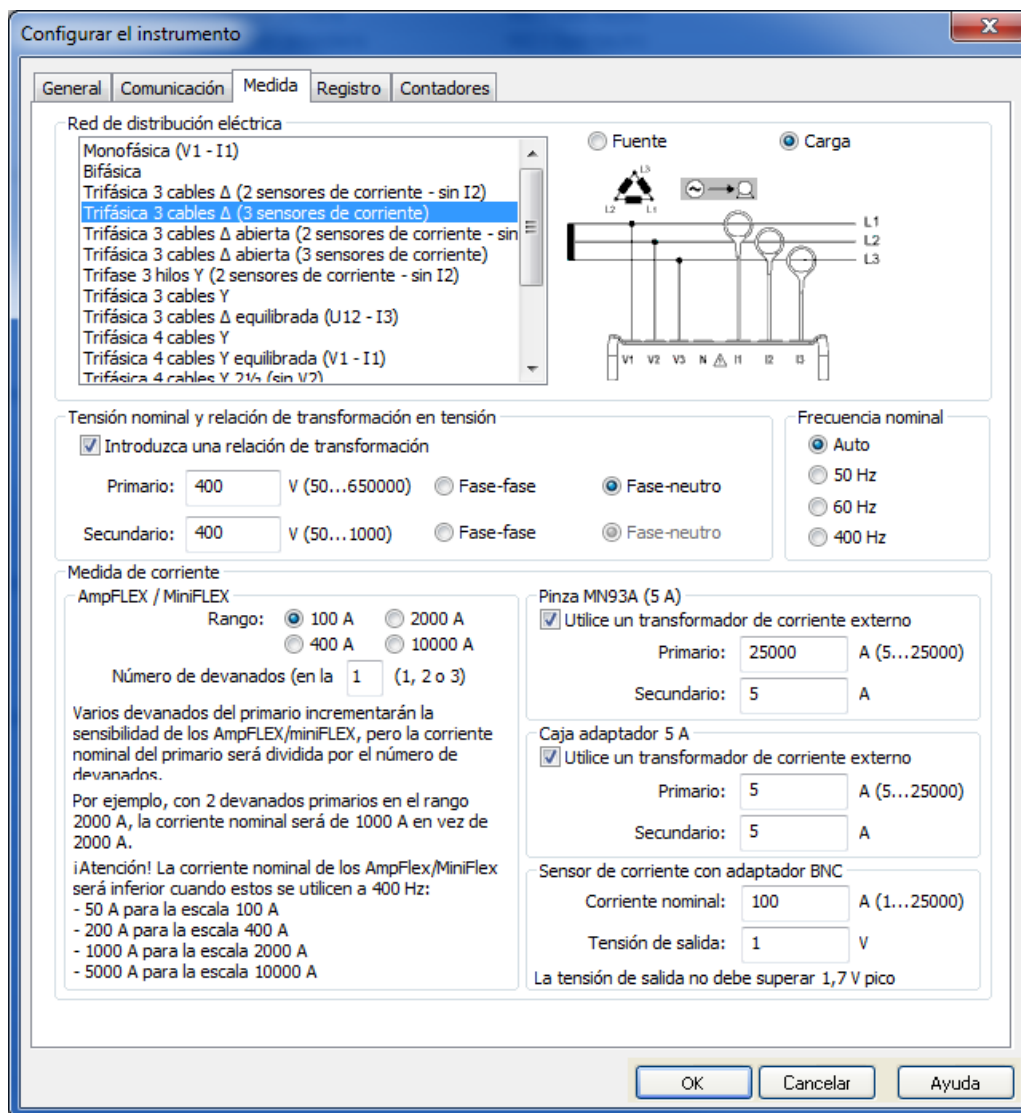 Configurar el instrumento
General Comunicación Medida Registro Contadores
Red de distribución eléctrica
Monofásica (V1 - I1)
Bifásica
Trifásica 3 cables Δ (2 sensores de corriente - sin I2)
Trifásica 3 cables Δ (3 sensores de corriente)
Trifásica 3 cables Δ abierta (2 sensores de corriente - sin
Trifásica 3 cables Δ abierta (3 sensores de corriente)
Trifase 3 hilos Y (2 sensores de corriente - sin I2)
Trifásica 3 cables Y
Trifásica 3 cables Δ equilibrada (U12 - I3)
Trifásica 4 cables Y
Trifásica 4 cables Y equilibrada (V1 - I1)
Trifásica 4 cables Y 2½ (sin V2)
Fuente Carga
L3
L2 L1
L1
L2
L3
V1 V2 V3 N I1 I2 I3
Tensión nominal y relación de transformación en tensión
Introduzca una relación de transformación
Primario: 400 V (50...650000) Fase-fase Fase-neutro
Secundario: 400 V (50...1000) Fase-fase Fase-neutro
Frecuencia nominal
Auto
50 Hz
60 Hz
400 Hz
Medida de corriente
AmpFLEX / MiniFLEX
Rango: 100 A 2000 A
400 A 10000 A
Número de devanados (en la 1 (1, 2 o 3)
Varios devanados del primario incrementarán la
sensibilidad de los AmpFLEX/miniFLEX, pero la corriente
nominal del primario será dividida por el número de
devanados.
Por ejemplo, con 2 devanados primarios en el rango
2000 A, la corriente nominal será de 1000 A en vez de
2000 A.
¡Atención! La corriente nominal de los AmpFlex/MiniFlex
será inferior cuando estos se utilicen a 400 Hz:
- 50 A para la escala 100 A
- 200 A para la escala 400 A
- 1000 A para la escala 2000 A
- 5000 A para la escala 10000 A
Pinza MN93A (5 A)
Utilice un transformador de corriente externo
Primario: 25000 A (5...25000)
Secundario: 5 A
Caja adaptador 5 A
Utilice un transformador de corriente externo
Primario: 5 A (5...25000)
Secundario: 5 A
Sensor de corriente con adaptador BNC
Corriente nominal: 100 A (1...25000)
Tensión de salida: 1 V
La tensión de salida no debe superar 1,7 V pico
OK Cancelar Ayuda